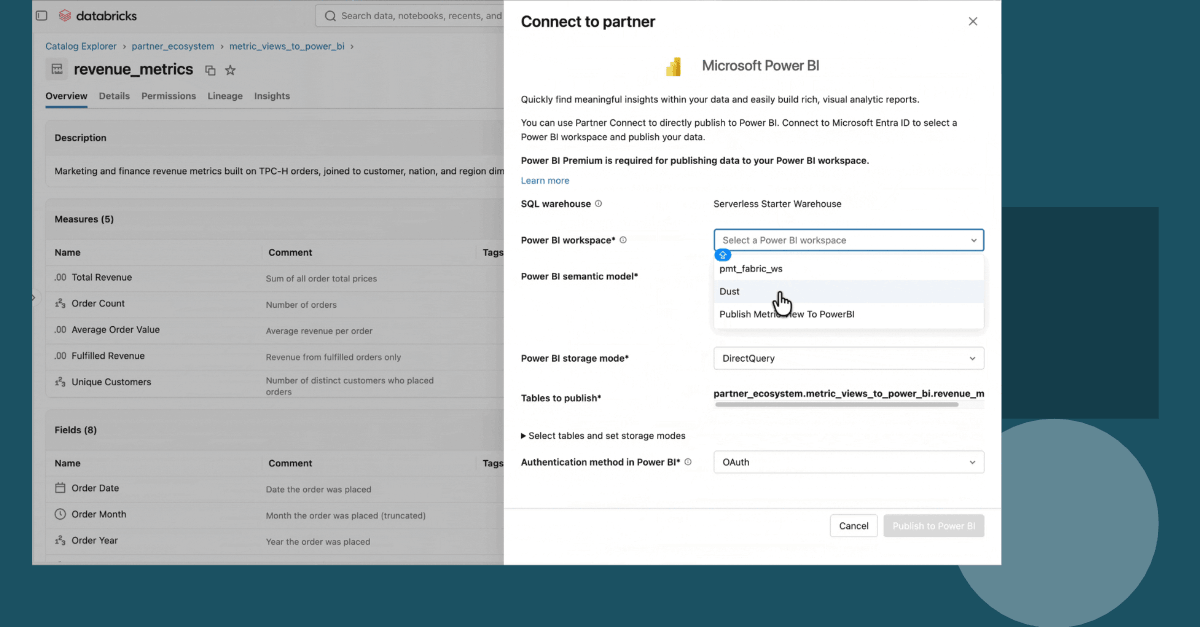 databricks
Search data, notebooks, recents, and
Catalog Explorer › partner_ecosystem › metric_views_to_power_bi ›
revenue_metrics
Overview Details Permissions Lineage Insights
Description
Marketing and finance revenue metrics built on TPC-H orders, joined to customer, nation, and region dim
Measures (5)
Name Comment Tags
.00 Total Revenue Sum of all order total prices
Order Count Number of orders
.00 Average Order Value Average revenue per order
.00 Fulfilled Revenue Revenue from fulfilled orders only
Unique Customers Number of distinct customers who placed
orders
Fields (8)
Name Comment Tags
Order Date Date the order was placed
Order Month Month the order was placed (truncated)
Order Year Year the order was placed
Connect to partner
Microsoft Power BI
Quickly find meaningful insights within your data and easily build rich, visual analytic reports.
You can use Partner Connect to directly publish to Power BI. Connect to Microsoft Entra ID to select a
Power BI workspace and publish your data.
Power BI Premium is required for publishing data to your Power BI workspace.
Learn more
SQL warehouse Serverless Starter Warehouse
Power BI workspace* Select a Power BI workspace
pmt_fabric_ws
Power BI semantic model*
Dust
Publish Metric View To PowerBI
Power BI storage mode* DirectQuery
Tables to publish* partner_ecosystem.metric_views_to_power_bi.revenue_m
Select tables and set storage modes
Authentication method in Power BI* OAuth
Cancel Publish to Power BI